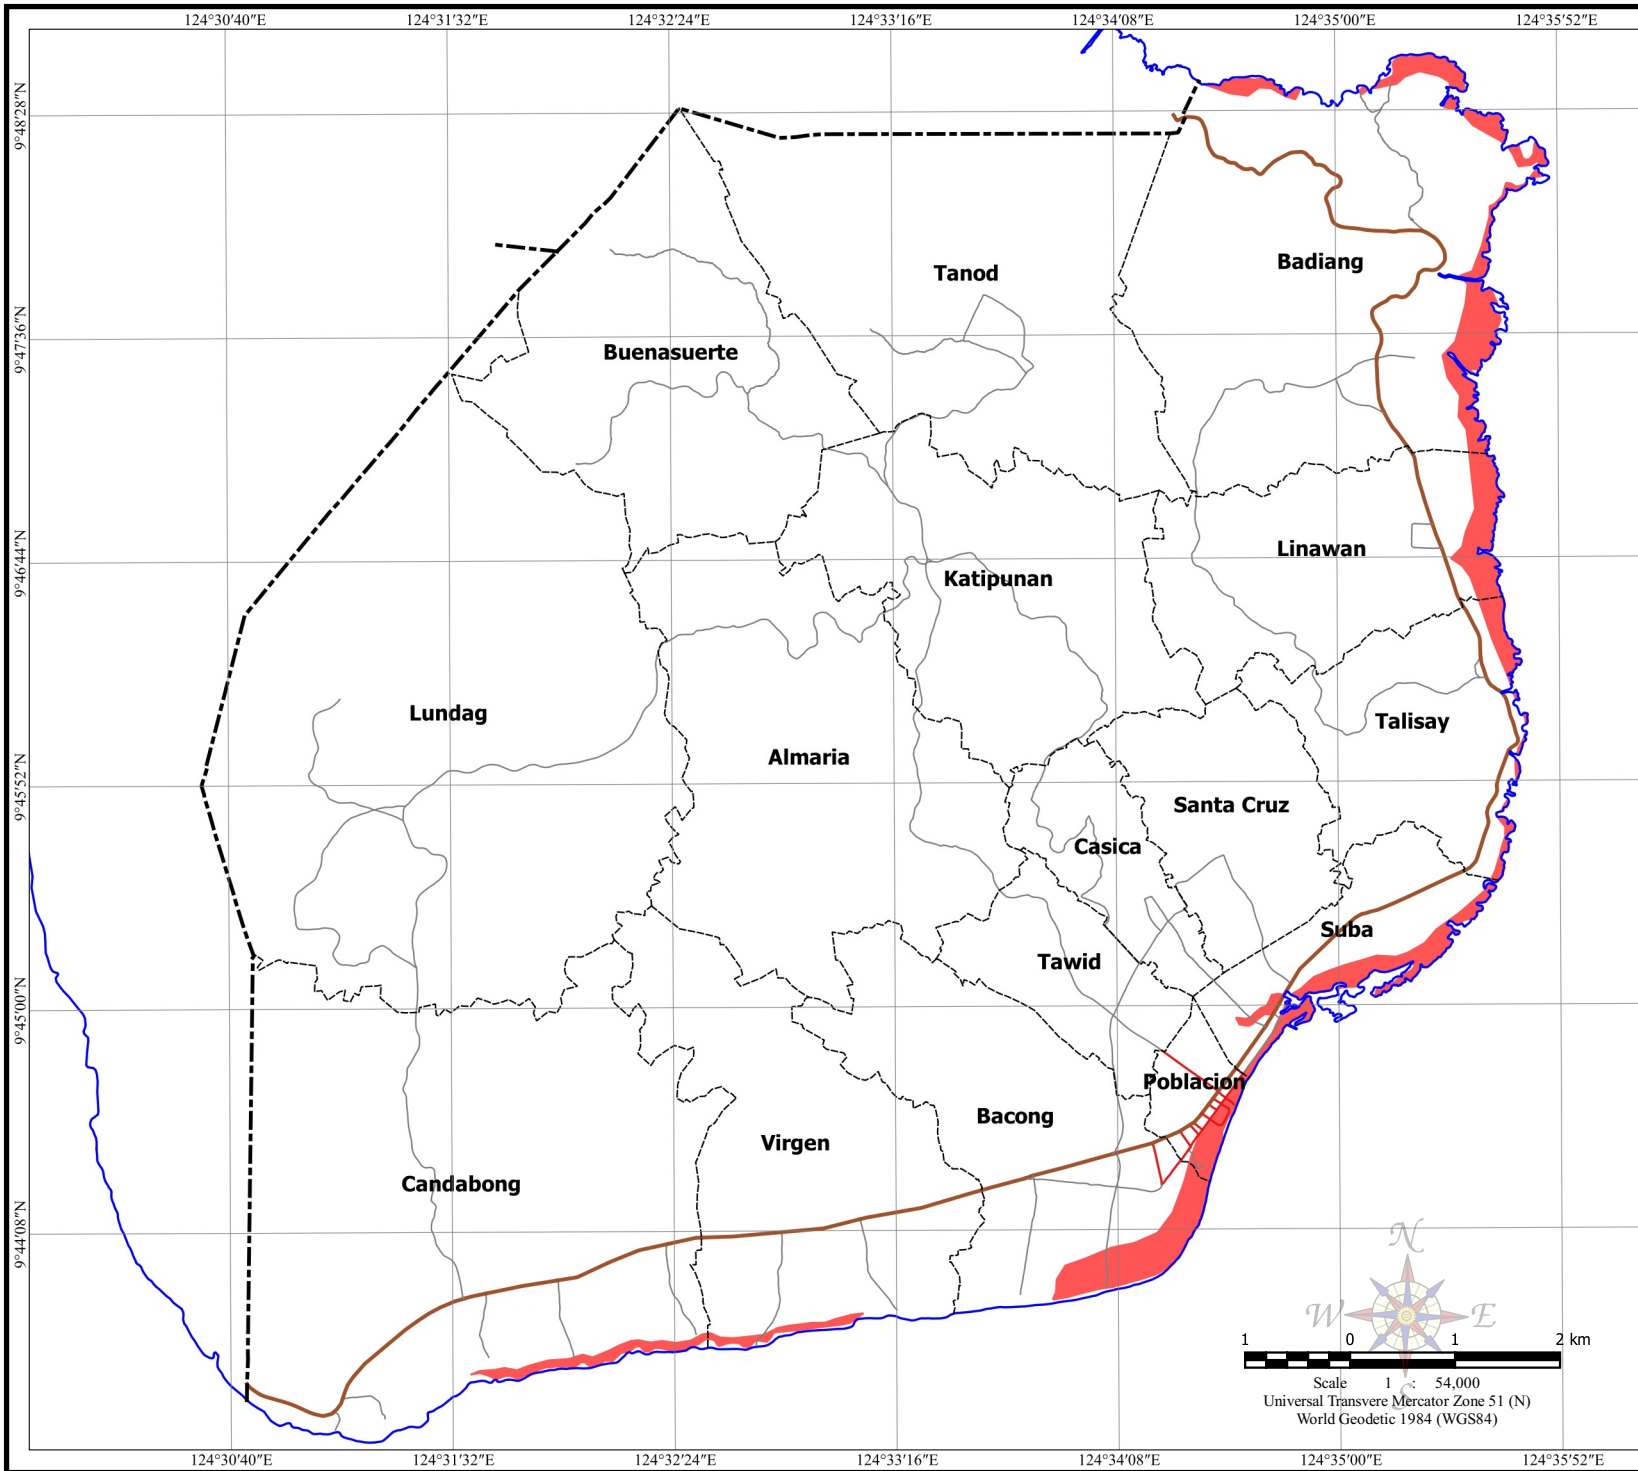 124°30′40″E 124°31′32″E 124°32′24″E 124°33′16″E 124°34′08″E 124°35′00″E 124°35′52″E
9°48′28″N
Tanod
Badiang
9°47′36″N
Buenasuerte
9°46′44″N
Linawan
Katipunan
Lundag
Talisay
Almaria
9°45′52″N
Santa Cruz
Casica
Suba
Tawid
9°45′00″N
Poblacion
Bacong
Virgen
Candabong
9°44′08″N
N
W
E
S
1 0 1 2 km
Scale 1 : 54,000
Universal Transvere Mercator Zone 51 (N)
World Geodetic 1984 (WGS84)
124°30′40″E 124°31′32″E 124°32′24″E 124°33′16″E 124°34′08″E 124°35′00″E 124°35′52″E